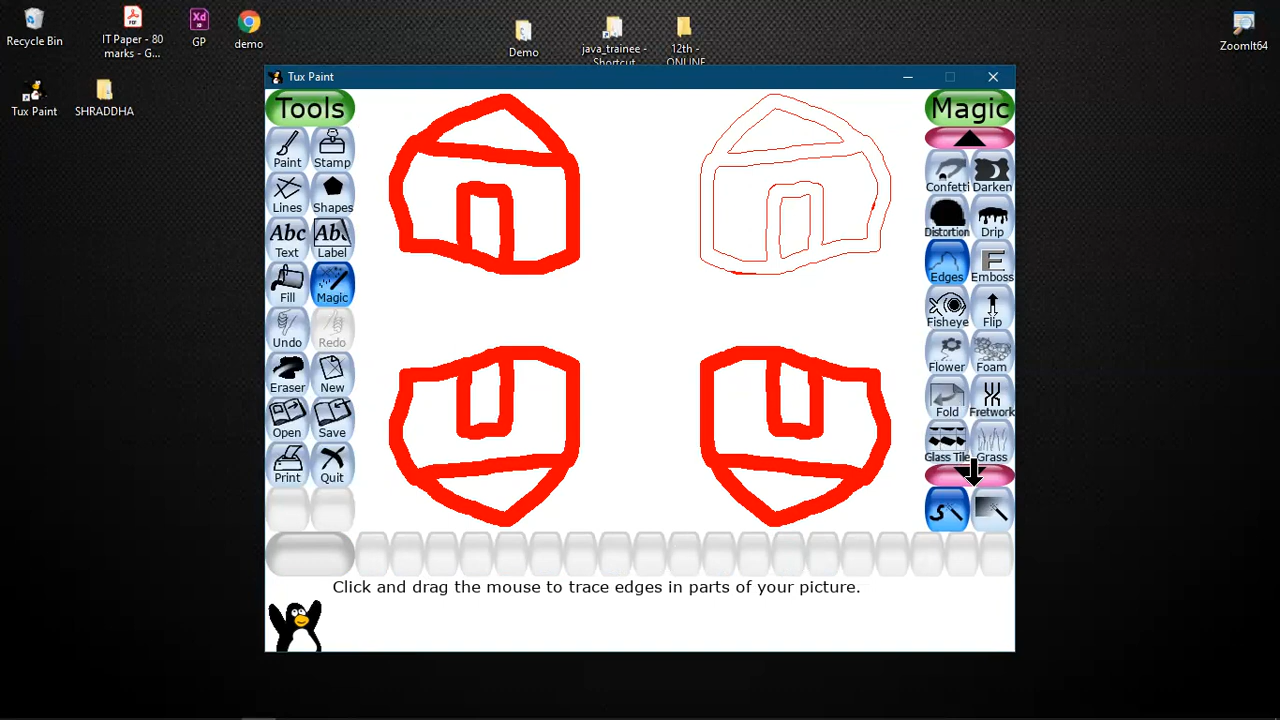 Recycle Bin
IT Paper - 80
marks - G...
GP
demo
Demo
java_trainee -
Shortcut
12th -
ONLINE
ZoomIt64
Tux Paint
SHRADDHA
Tux Paint
Tools
Paint Stamp
Lines Shapes
Abc Abc
Text Label
Fill Magic
Undo Redo
Eraser New
Open Save
Print Quit
Magic
Confetti Darken
Distortion Drip
Edges Emboss
Fisheye Flip
Flower Foam
Fold Fretwork
Glass Tile Grass
Click and drag the mouse to trace edges in parts of your picture.